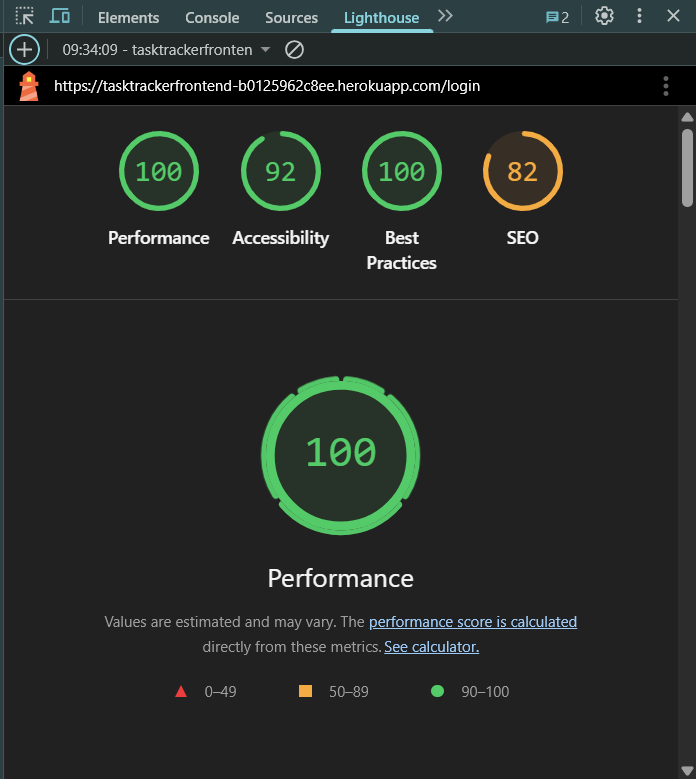 Elements Console Sources Lighthouse 2
09:34:09 - tasktrackerfronten
https://tasktrackerfrontend-b0125962c8ee.herokuapp.com/login
100 92 100 82
Performance Accessibility Best Practices SEO
100
Performance
Values are estimated and may vary. The performance score is calculated
directly from these metrics. See calculator.
0–49 50–89 90–100